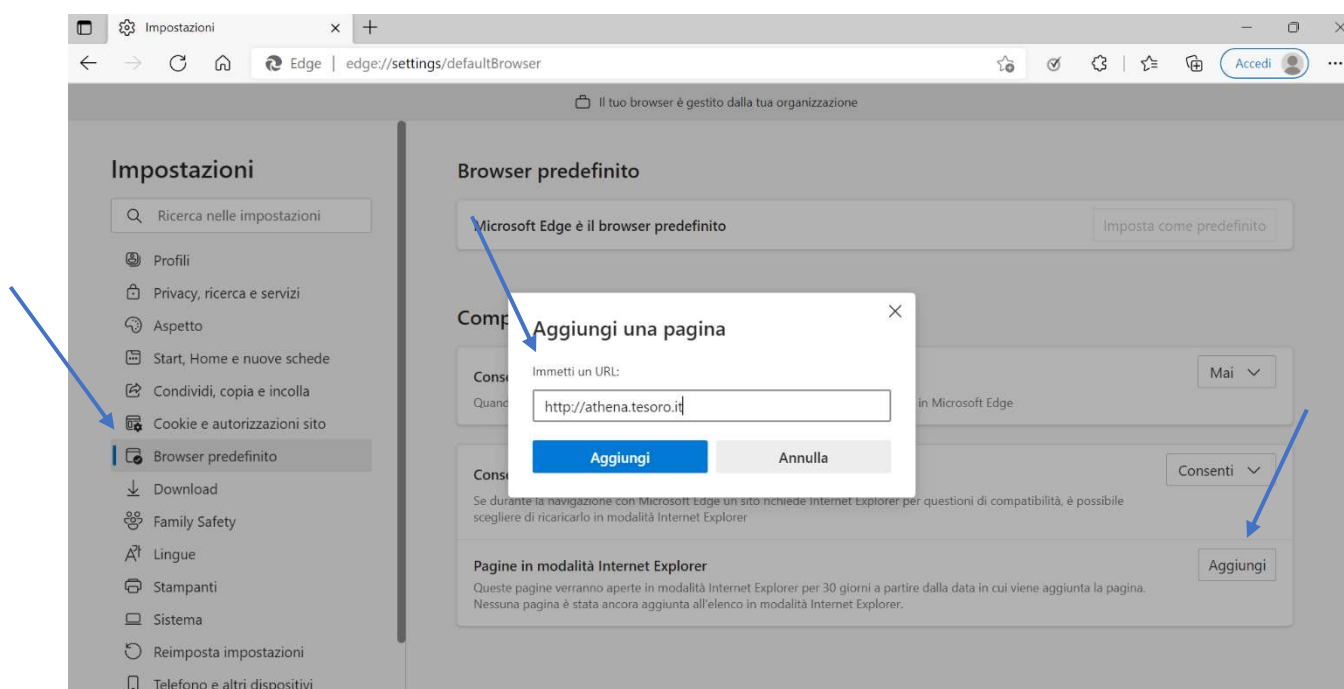 Impostazioni
Edge | edge://settings/defaultBrowser
Accedi
Il tuo browser è gestito dalla tua organizzazione
Impostazioni
Ricerca nelle impostazioni
Profili
Privacy, ricerca e servizi
Aspetto
Start, Home e nuove schede
Condividi, copia e incolla
Cookie e autorizzazioni sito
Browser predefinito
Download
Family Safety
Lingue
Stampanti
Sistema
Reimposta impostazioni
Telefono e altri dispositivi
Browser predefinito
Microsoft Edge è il browser predefinito
Imposta come predefinito
Aggiungi una pagina
Immetti un URL:
http://athena.tesoro.it
Aggiungi
Annulla
Mai
in Microsoft Edge
Consenti
Se durante la navigazione con Microsoft Edge un sito richiede Internet Explorer per questioni di compatibilità, è possibile
scegliere di ricaricarlo in modalità Internet Explorer
Pagine in modalità Internet Explorer
Aggiungi
Queste pagine verranno aperte in modalità Internet Explorer per 30 giorni a partire dalla data in cui viene aggiunta la pagina.
Nessuna pagina è stata ancora aggiunta all'elenco in modalità Internet Explorer.